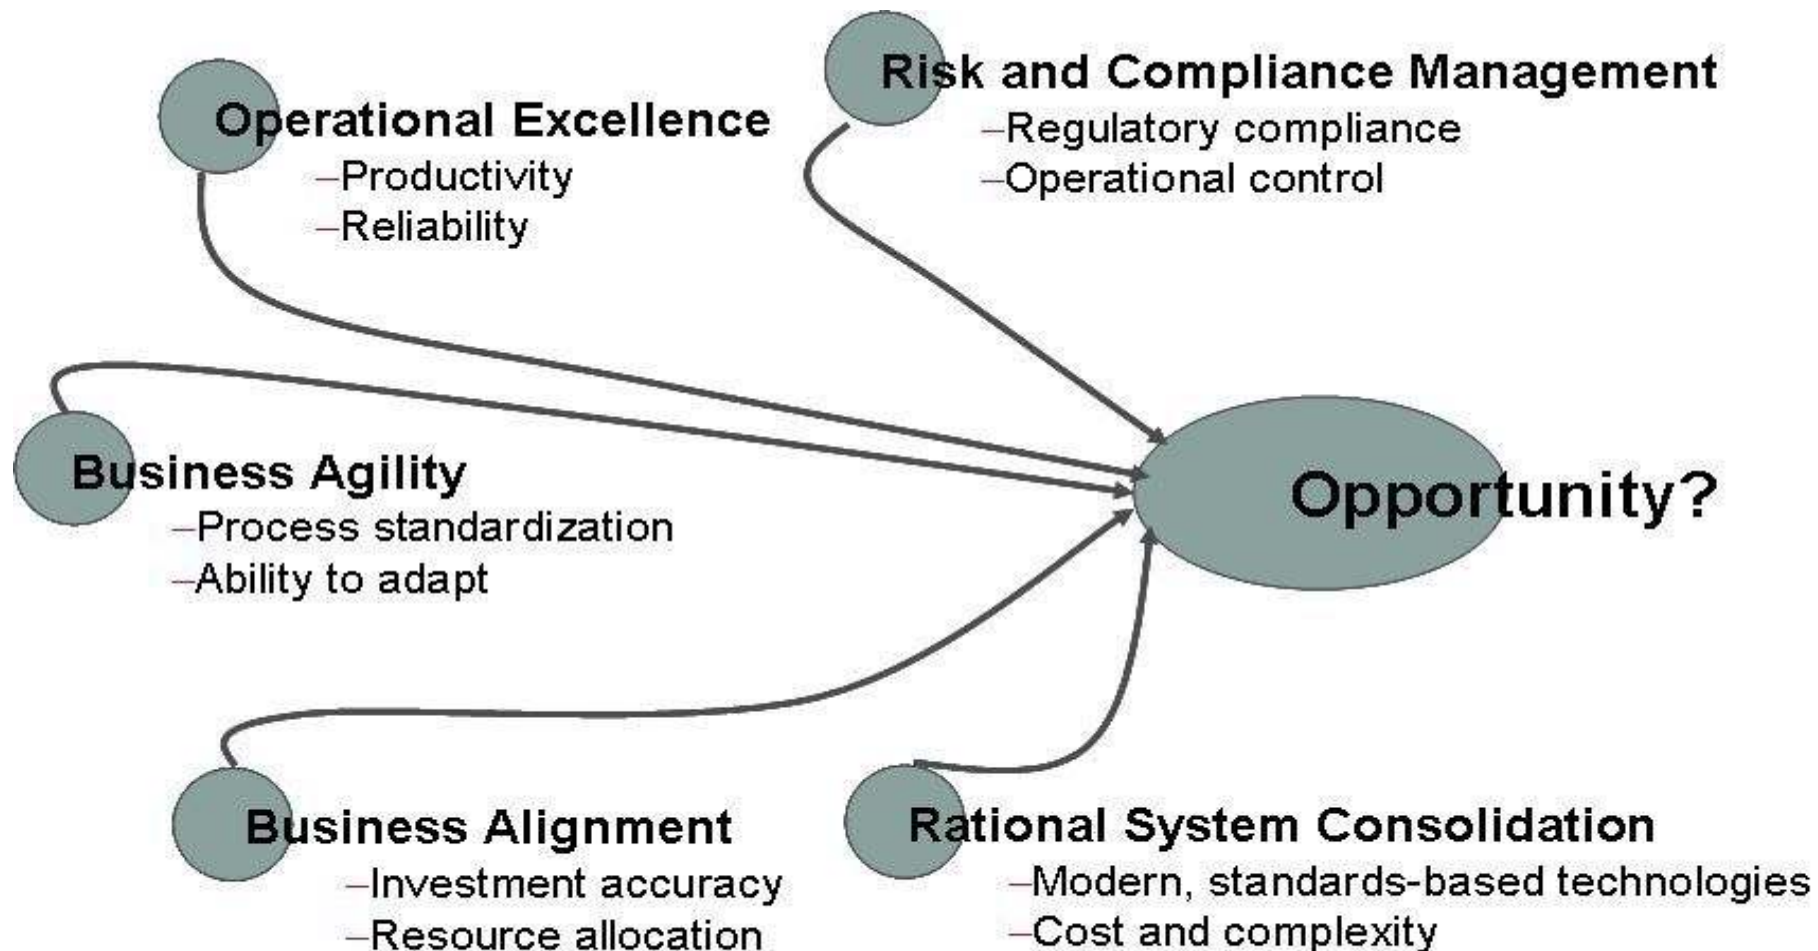 Operational Excellence
–Productivity
–Reliability
Risk and Compliance Management
–Regulatory compliance
–Operational control
Business Agility
–Process standardization
–Ability to adapt
Opportunity?
Business Alignment
–Investment accuracy
–Resource allocation
Rational System Consolidation
–Modern, standards-based technologies
–Cost and complexity